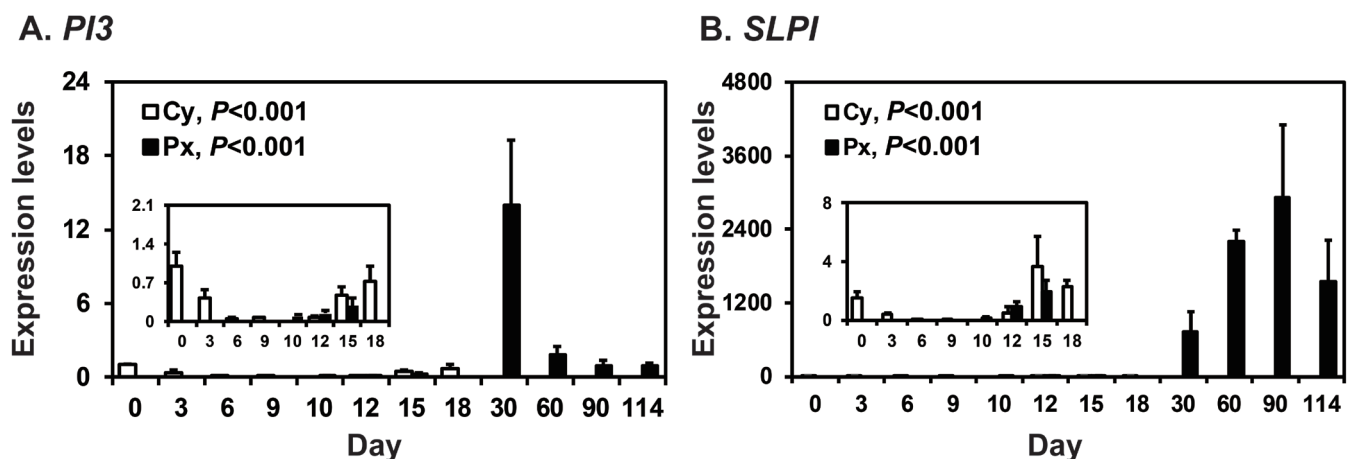 A. PI3
24
18
12
6
0
Expression levels
Cy, P<0.001
Px, P<0.001
2.1
1.4
0.7
0
0 3 6 9 10 12 15 18
0 3 6 9 10 12 15 18 30 60 90 114
Day
B. SLPI
4800
3600
2400
1200
0
Expression levels
Cy, P<0.001
Px, P<0.001
8
4
0
0 3 6 9 10 12 15 18
0 3 6 9 10 12 15 18 30 60 90 114
Day